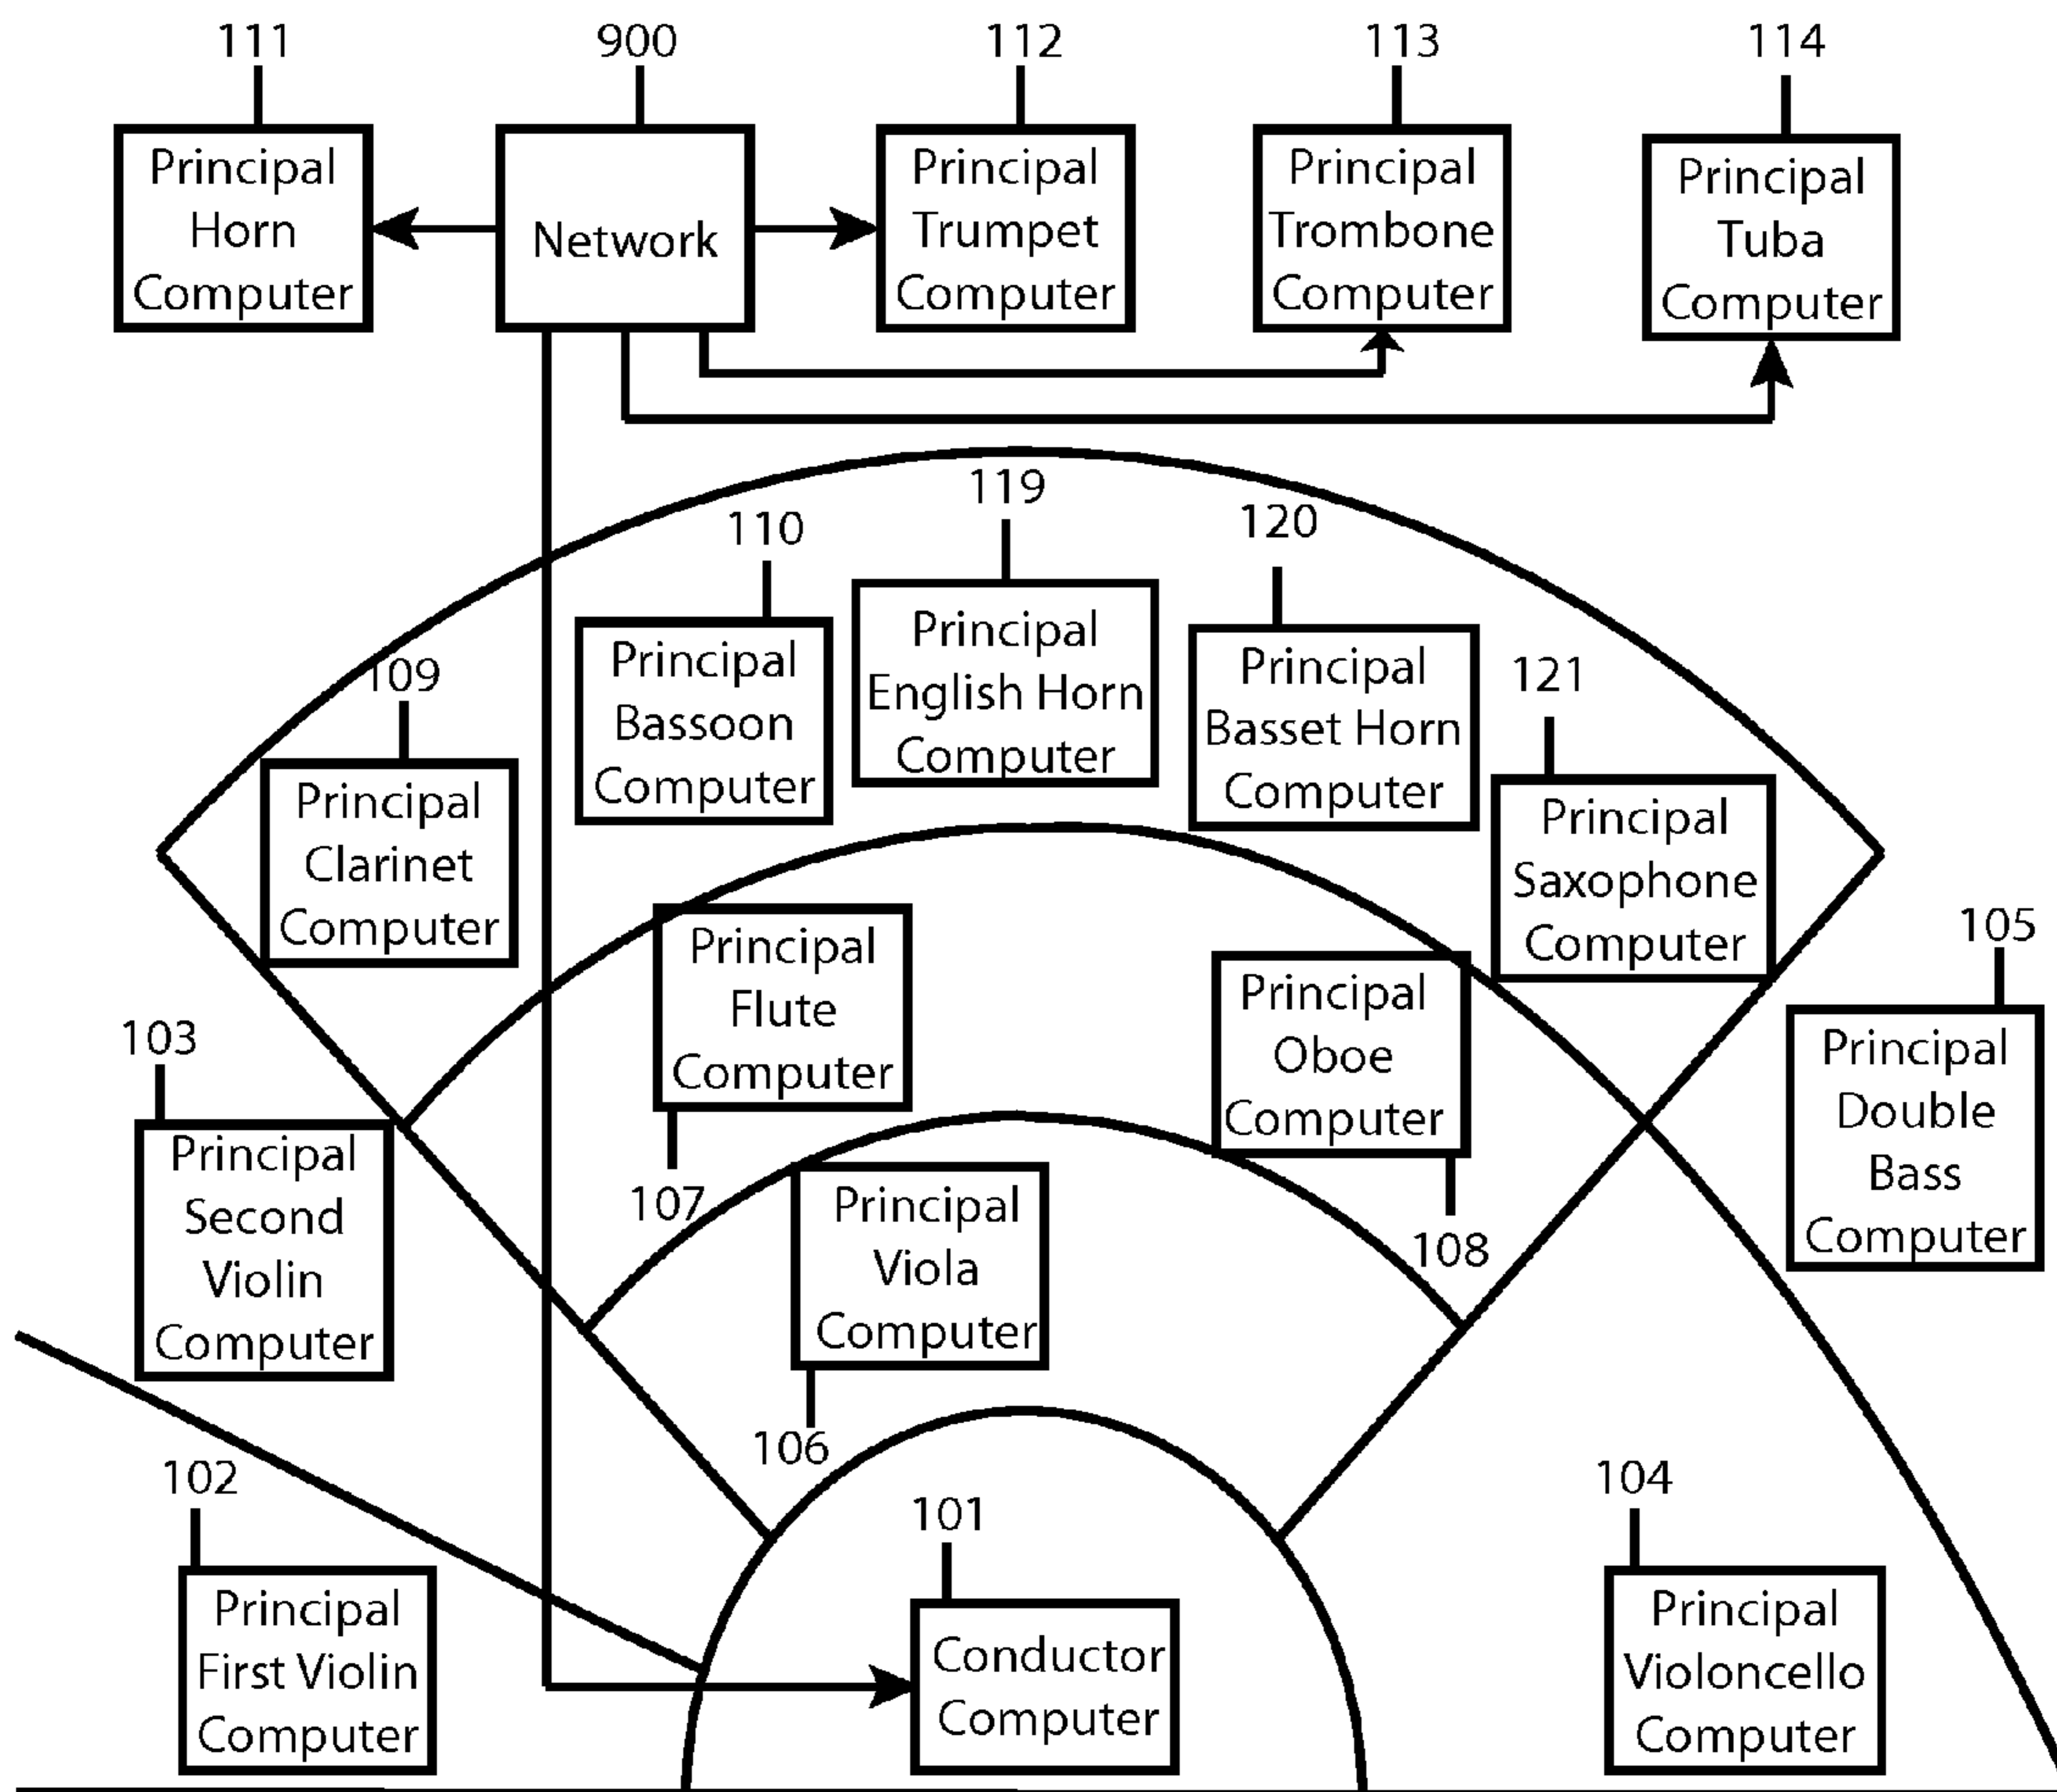 111
900
112
113
114
Principal
Horn
Computer
Network
Principal
Trumpet
Computer
Principal
Trombone
Computer
Principal
Tuba
Computer
119
110
120
109
121
Principal
Bassoon
Computer
Principal
English Horn
Computer
Principal
Basset Horn
Computer
Principal
Clarinet
Computer
Principal
Saxophone
Computer
105
Principal
Flute
Computer
Principal
Oboe
Computer
103
Principal
Double
Bass
Computer
Principal
Second
Violin
Computer
107
108
Principal
Viola
Computer
106
102
101
104
Principal
First Violin
Computer
Conductor
Computer
Principal
Violoncello
Computer